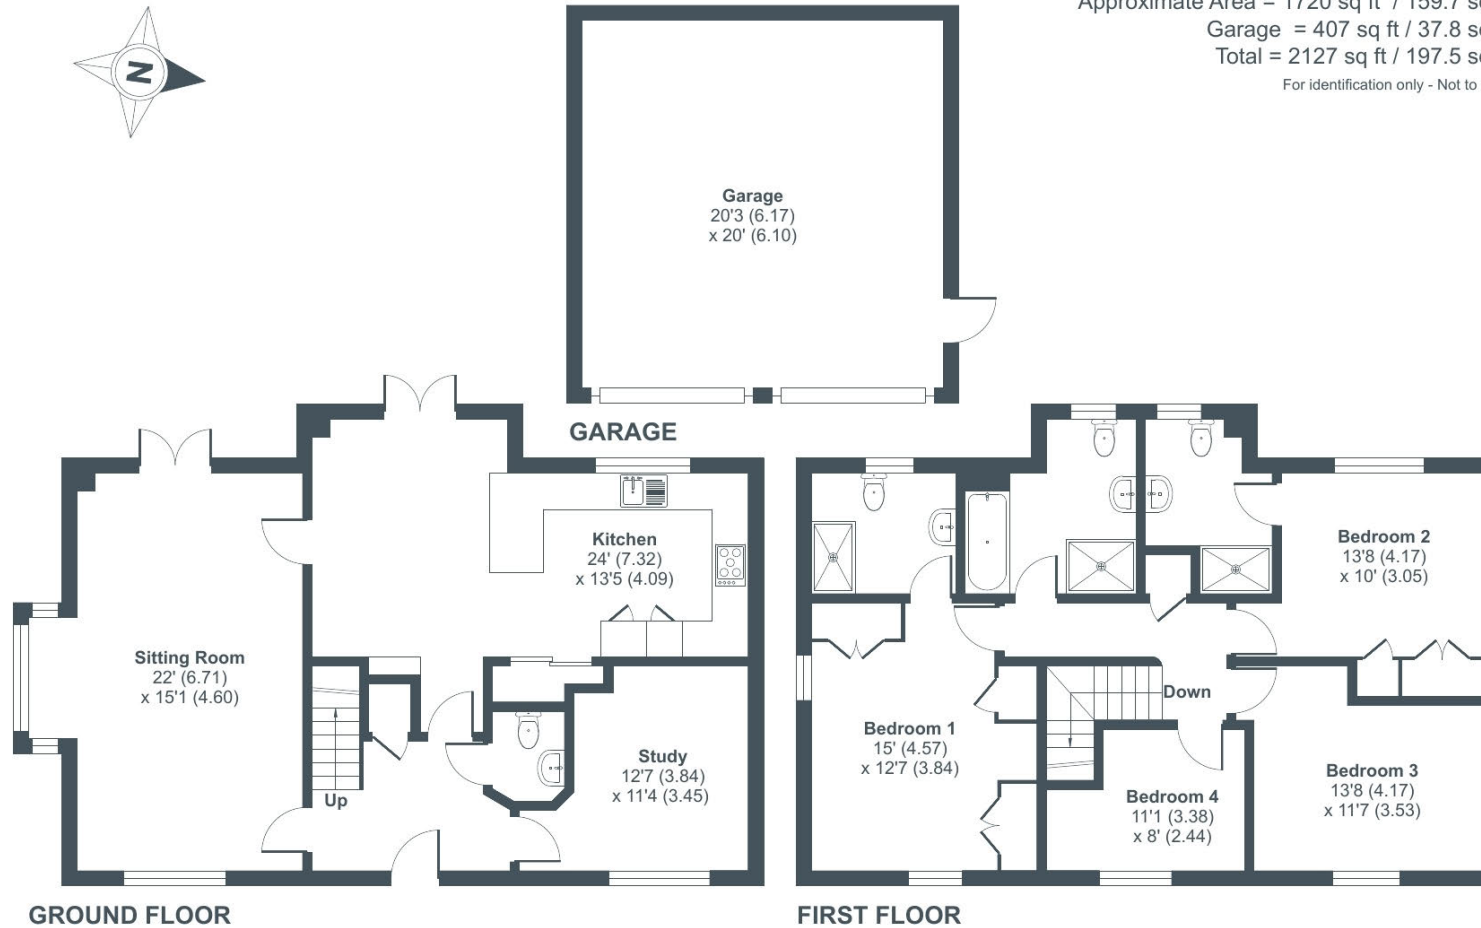 Approximate Area = 1720 sq ft / 159.7
Garage = 407 sq ft / 37.8
Total = 2127 sq ft / 197.5
For identification only - Not to
N
Garage
20'3 (6.17)
x 20' (6.10)
GARAGE
Kitchen
24' (7.32)
x 13'5 (4.09)
Sitting Room
22' (6.71)
x 15'1 (4.60)
Study
12'7 (3.84)
x 11'4 (3.45)
Up
GROUND FLOOR
Bedroom 2
13'8 (4.17)
x 10' (3.05)
Down
Bedroom 1
15' (4.57)
x 12'7 (3.84)
Bedroom 4
11'1 (3.38)
x 8' (2.44)
Bedroom 3
13'8 (4.17)
x 11'7 (3.53)
FIRST FLOOR